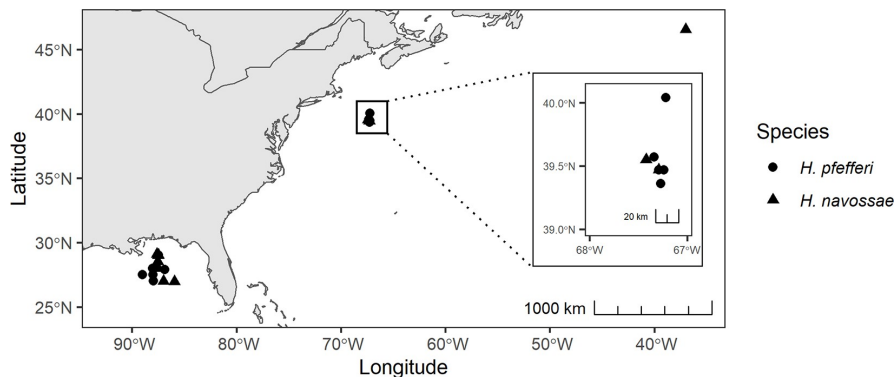 45°N
40°N
35°N
30°N
25°N
Latitude
90°W 80°W 70°W 60°W 50°W 40°W
Longitude
40.0°N
39.5°N
39.0°N
20 km
68°W 67°W
1000 km
Species
H. pfefferi
H. navossae